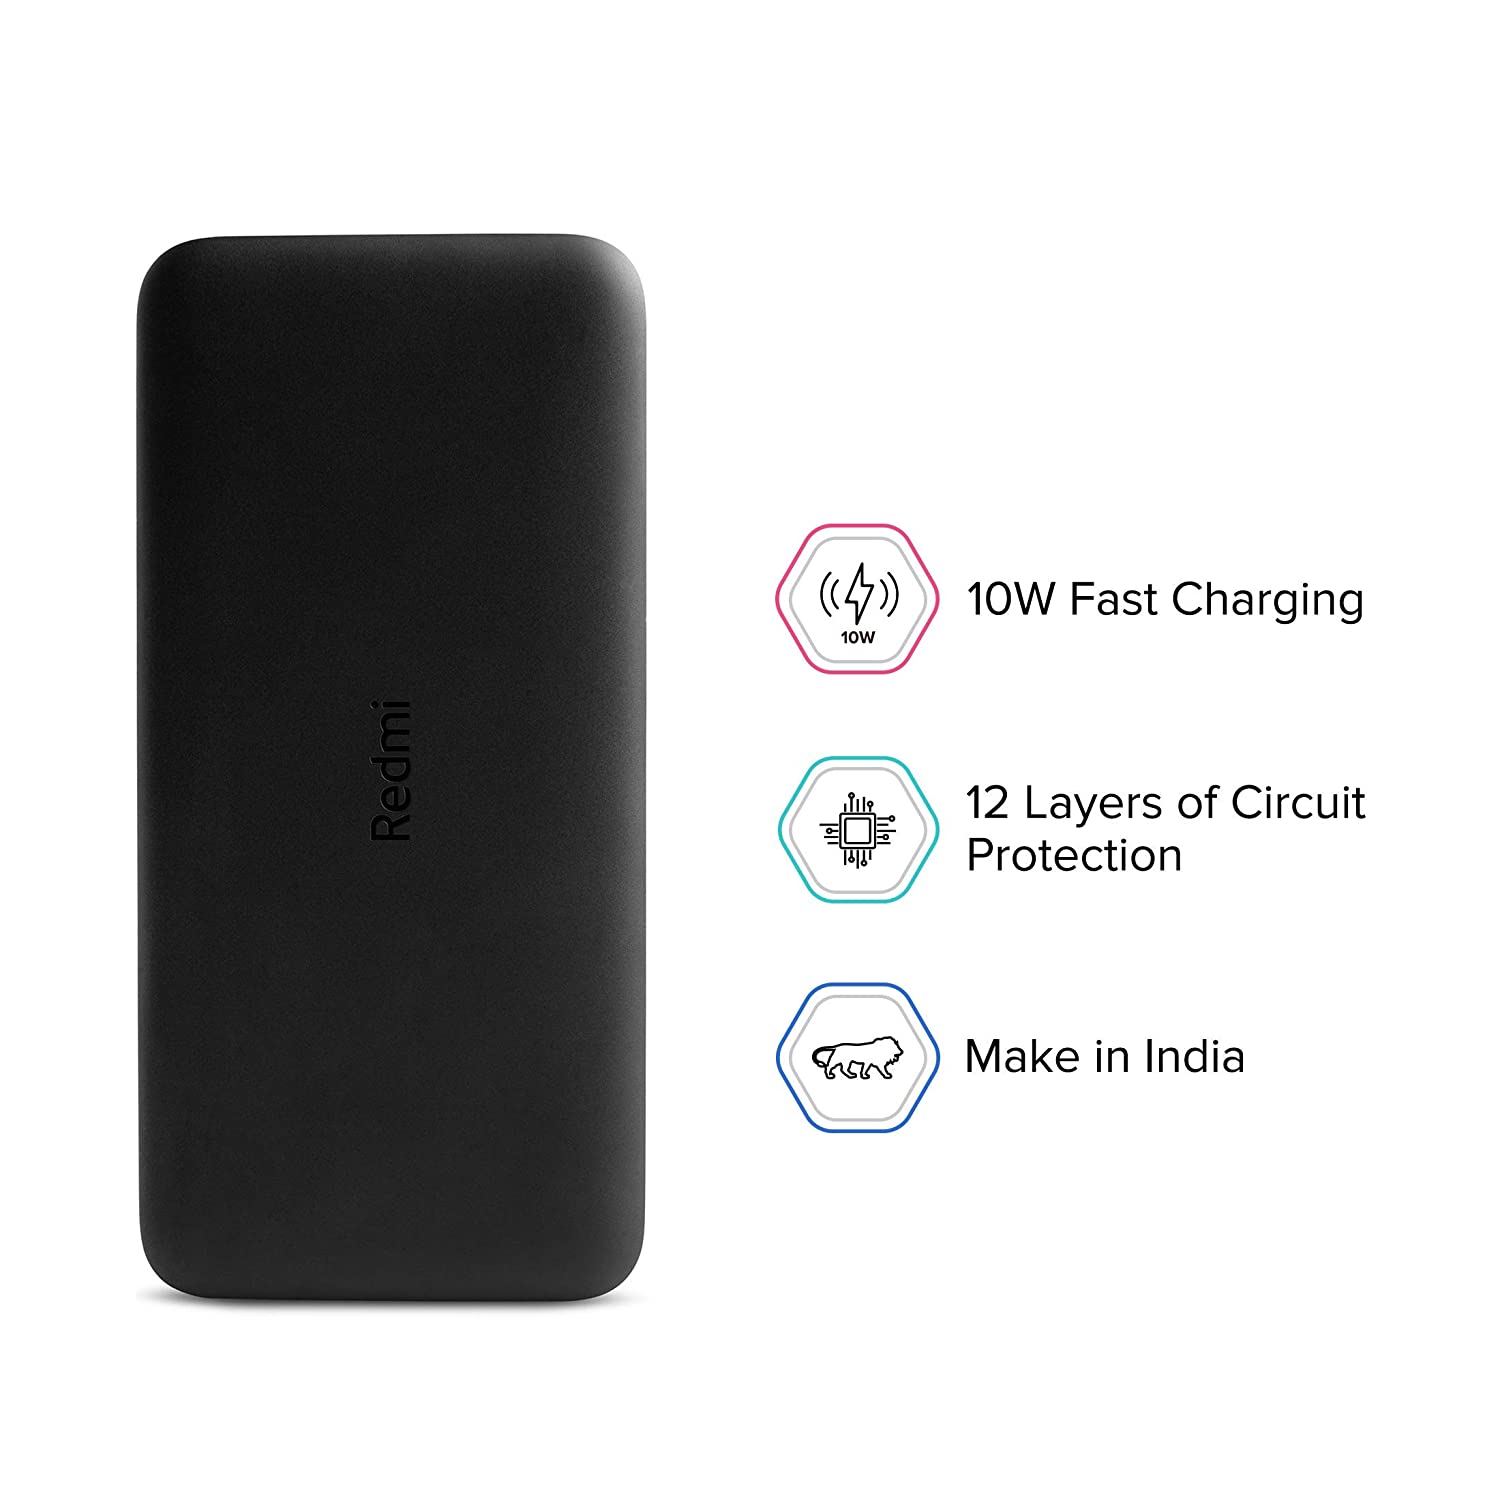 Redmi
10W
10W Fast Charging
12 Layers of Circuit
Protection
Make in India